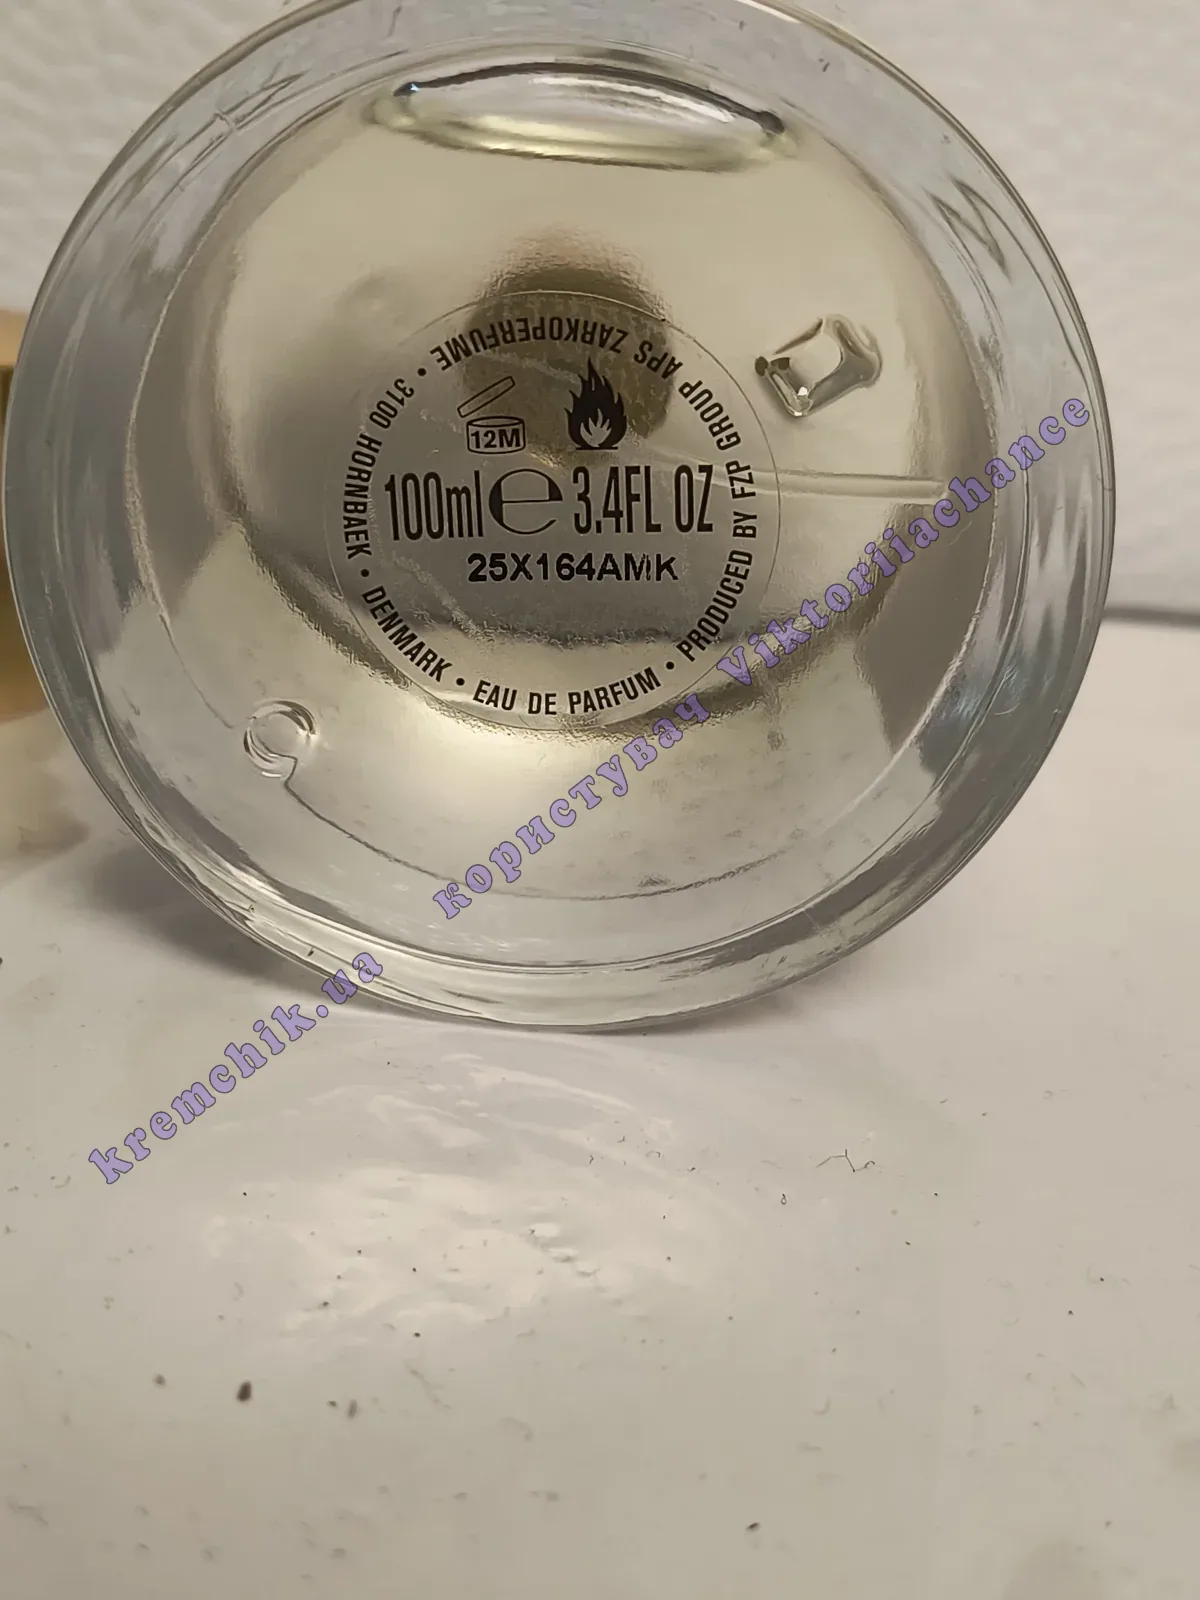 PRODUCED BY FZP GROUP APS ZARKOPERFUME • 3100 HORNBAEK • DENMARK • EAU DE PARFUM •
12M
100ml e 3.4FL OZ
25X164AMK
kremchik.ua користувач Viktoriiachance